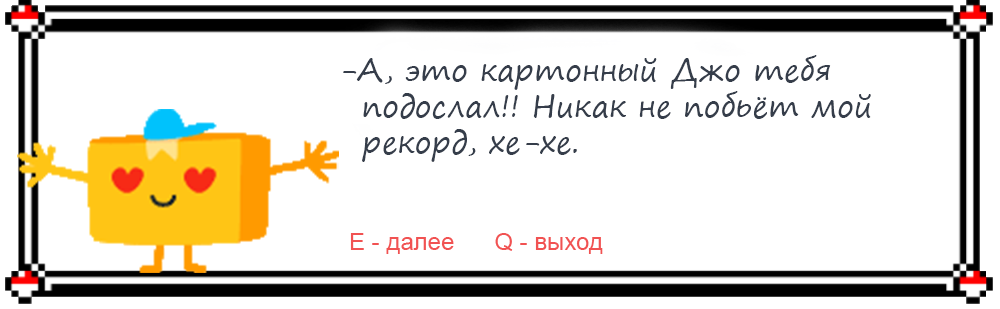 -А, это картонный Джо тебя
подослал!! Никак не побьёт мой
рекорд, хе-хе.
E - далее Q - выход